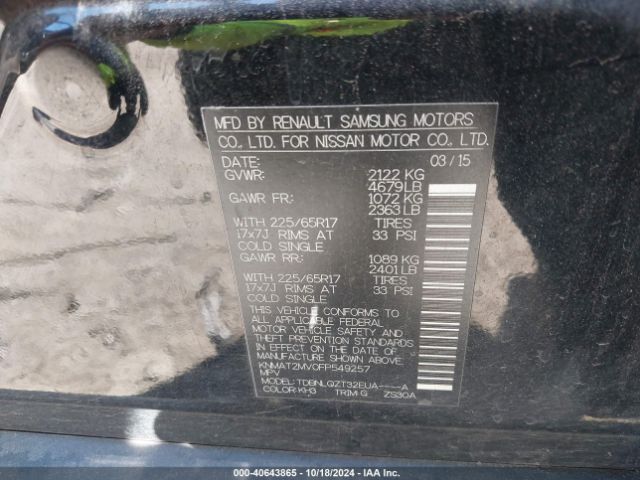 MFD BY RENAULT SAMSUNG MOTORS
CO., LTD. FOR NISSAN MOTOR CO., LTD.
DATE: 03/15
GVWR: 2122 KG
4679LB
GAWR FR: 1072 KG
2363 LB
WITH 225/65R17 TIRES
17x7J RIMS AT 33 PSI
COLD SINGLE
GAWR RR: 1089 KG
2401 LB
WITH 225/65R17 TIRES
17x7J RIMS AT 33 PSI
COLD SINGLE
THIS VEHICLE CONFORMS TO
ALL APPLICABLE FEDERAL
MOTOR VEHICLE SAFETY AND
THEFT PREVENTION STANDARDS
IN EFFECT ON THE DATE OF
MANUFACTURE SHOWN ABOVE.
KNMAT2MV0FP549257
MPV
MODEL: TDBNLQZT32EUA----A
COLOR:KH3 TRIM:G ZS30A
© 40643865 - 10/18/2024 - IAA Inc.